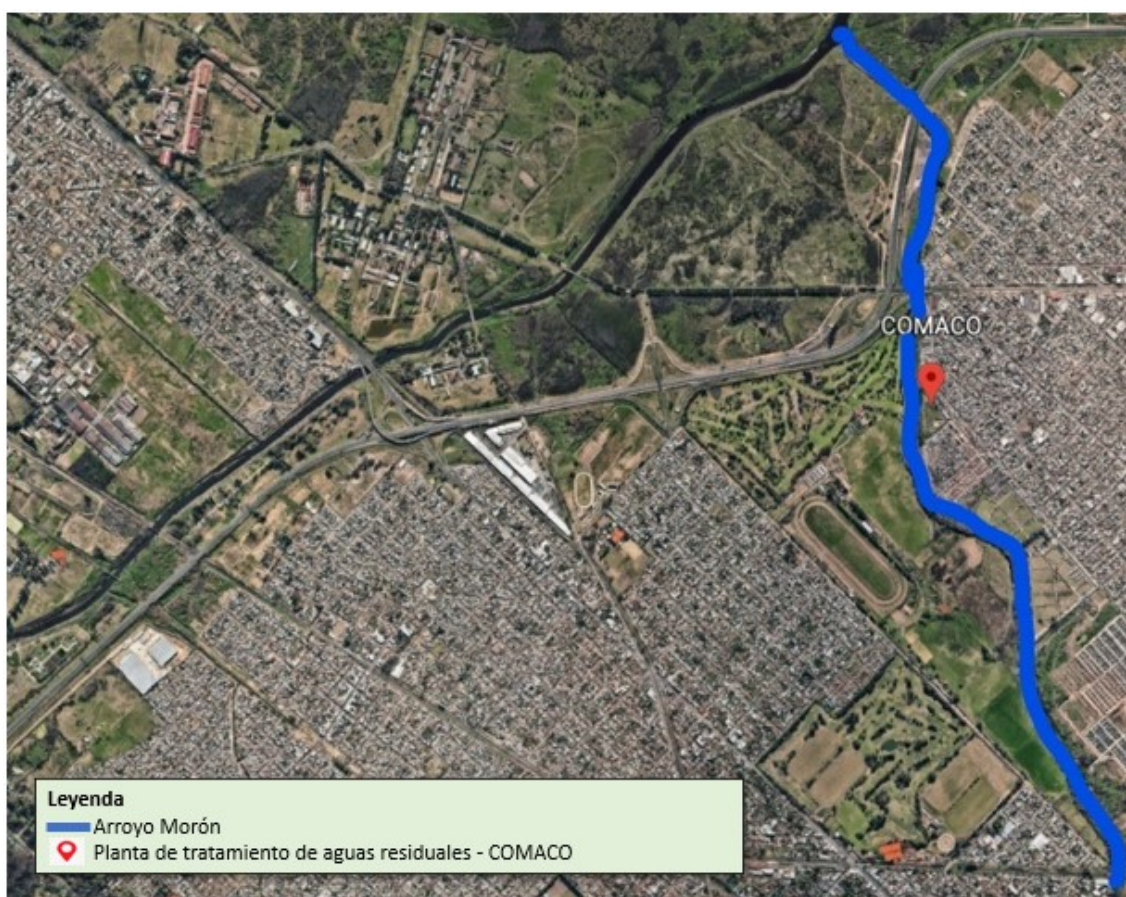 COMACO
Leyenda
Arroyo Morón
Planta de tratamiento de aguas residuales - COMACO